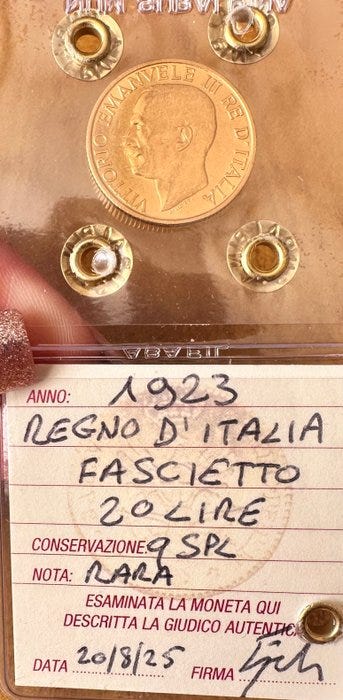 VITTORIO EMANVELE III RE D'ITALIA
ANNO: 1923
REGNO D'ITALIA
FASCIETTO
20 LIRE
CONSERVAZIONE: q SPL
NOTA: RARA
ESAMINATA LA MONETA QUI
DESCRITTA LA GIUDICO AUTENTIC
DATA 20/8/25 FIRMA